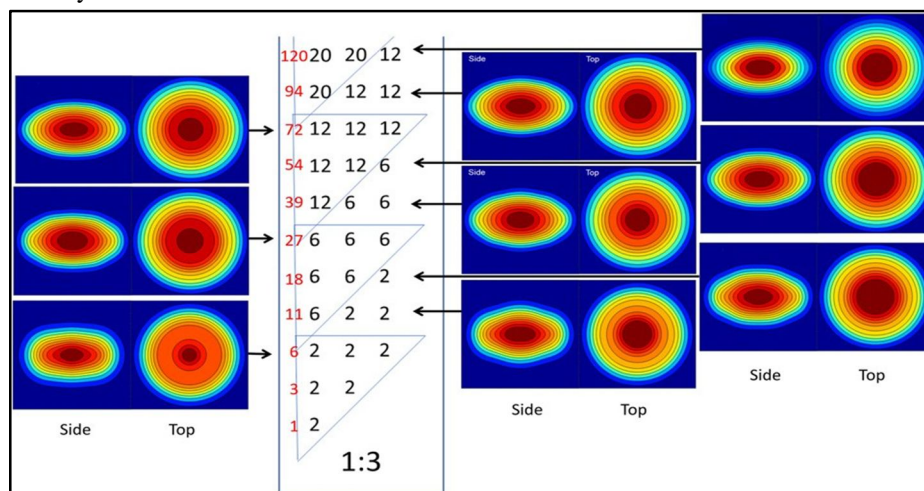 120 20 20 12
94 20 12 12
72 12 12 12
54 12 12 6
39 12 6 6
27 6 6 6
18 6 6 2
11 6 2 2
6 2 2 2
3 2 2
1 2
1:3
Side Top
Side Top
Side Top
Side Top
Side Top